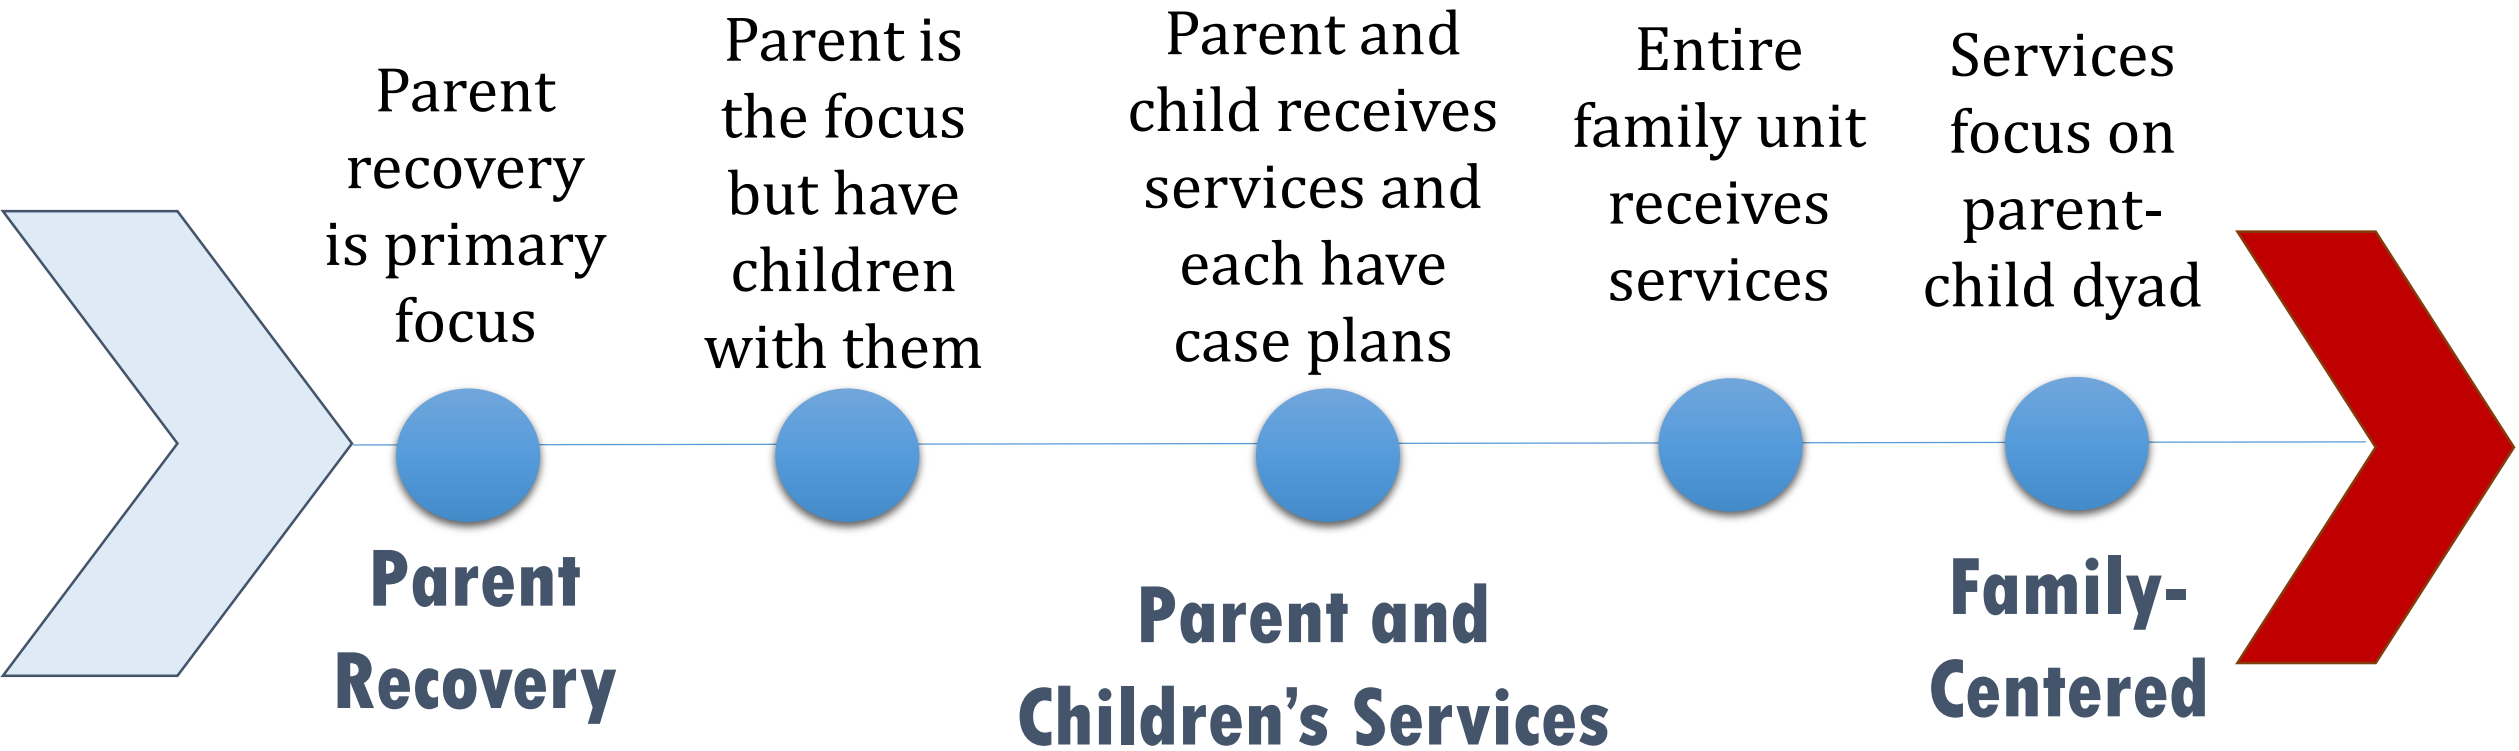 Parent
recovery
is primary
focus
Parent is
the focus
but have
children
with them
Parent and
child receives
services and
each have
case plans
Entire
family unit
receives
services
Services
focus on
parent-
child dyad
Parent
Recovery
Parent and
Children’s Services
Family-
Centered